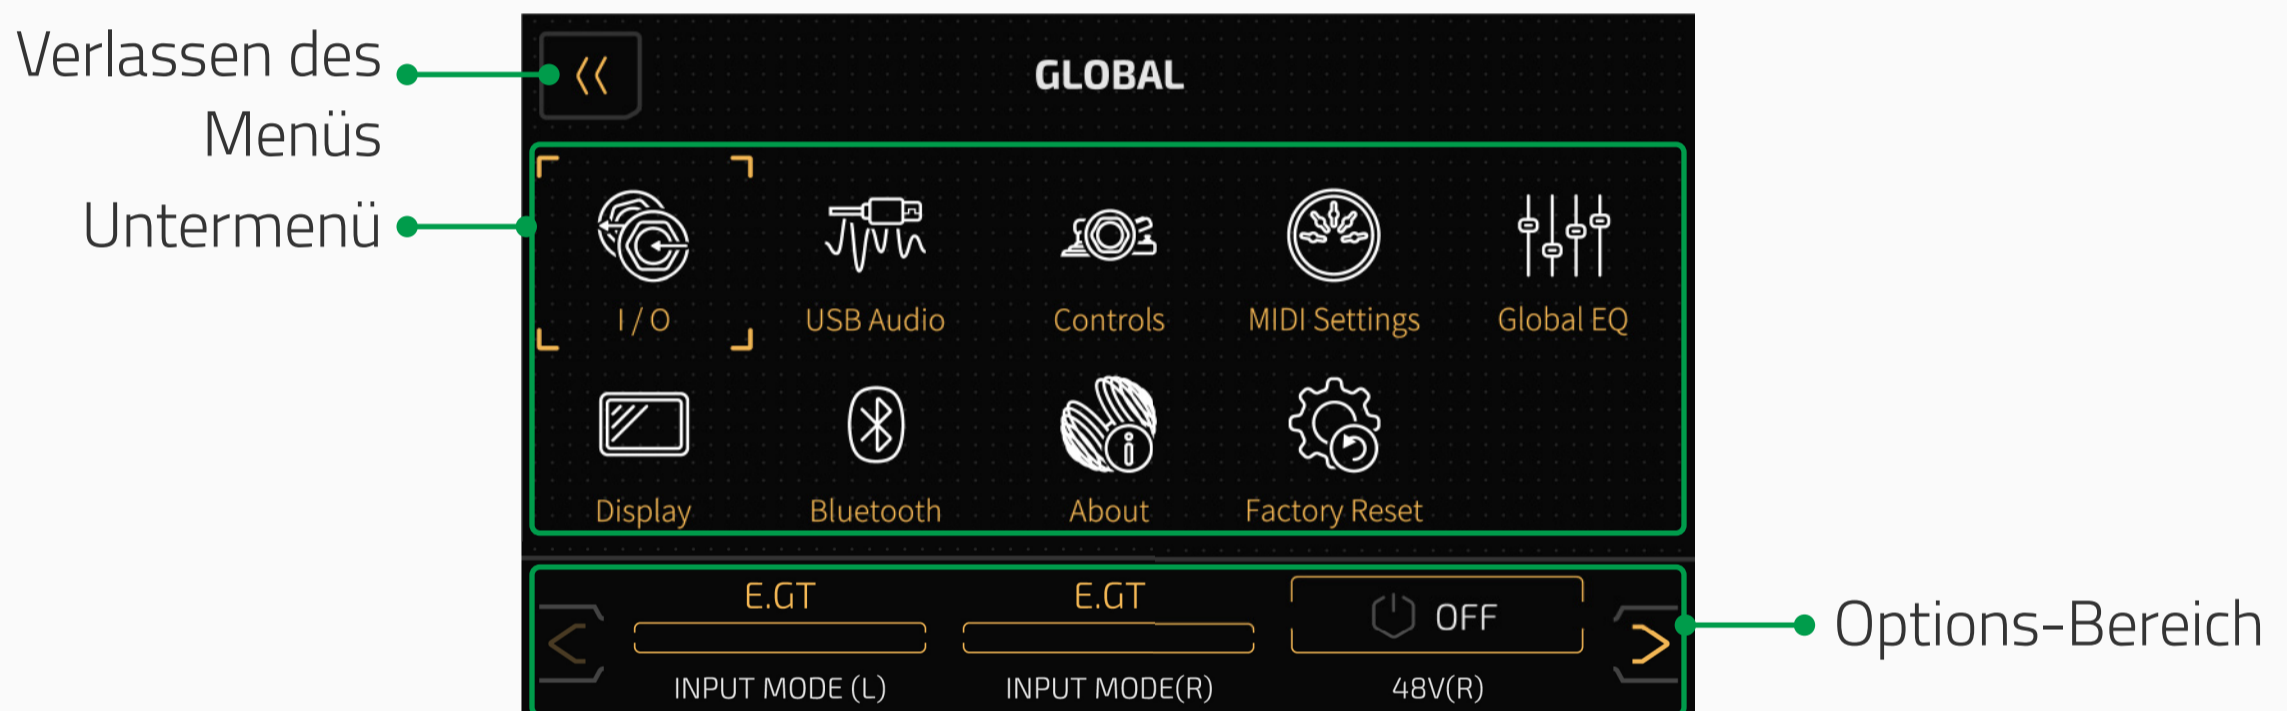 Verlassen des
Menüs
Untermenü
GLOBAL
I / O
USB Audio
Controls
MIDI Settings
Global EQ
Display
Bluetooth
About
Factory Reset
E.GT
E.GT
OFF
INPUT MODE (L)
INPUT MODE(R)
48V(R)
Options-Bereich